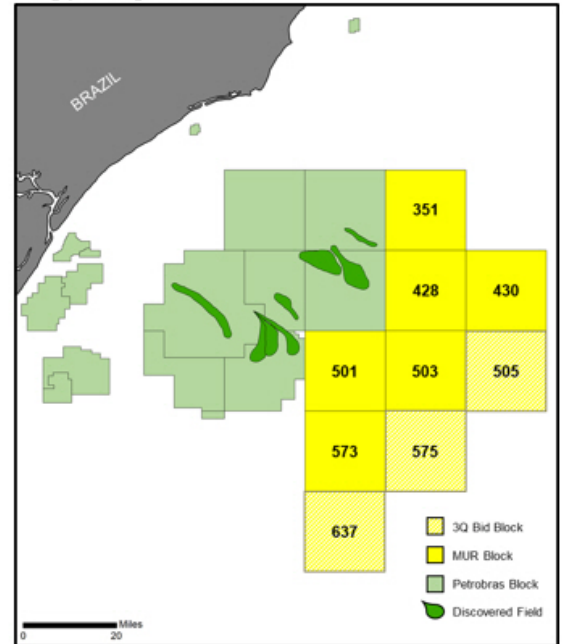 BRAZIL
351
428 430
501 503 505
573 575
637
3Q Bid Block
MUR Block
Petrobras Block
Discovered Field
Miles
0 20